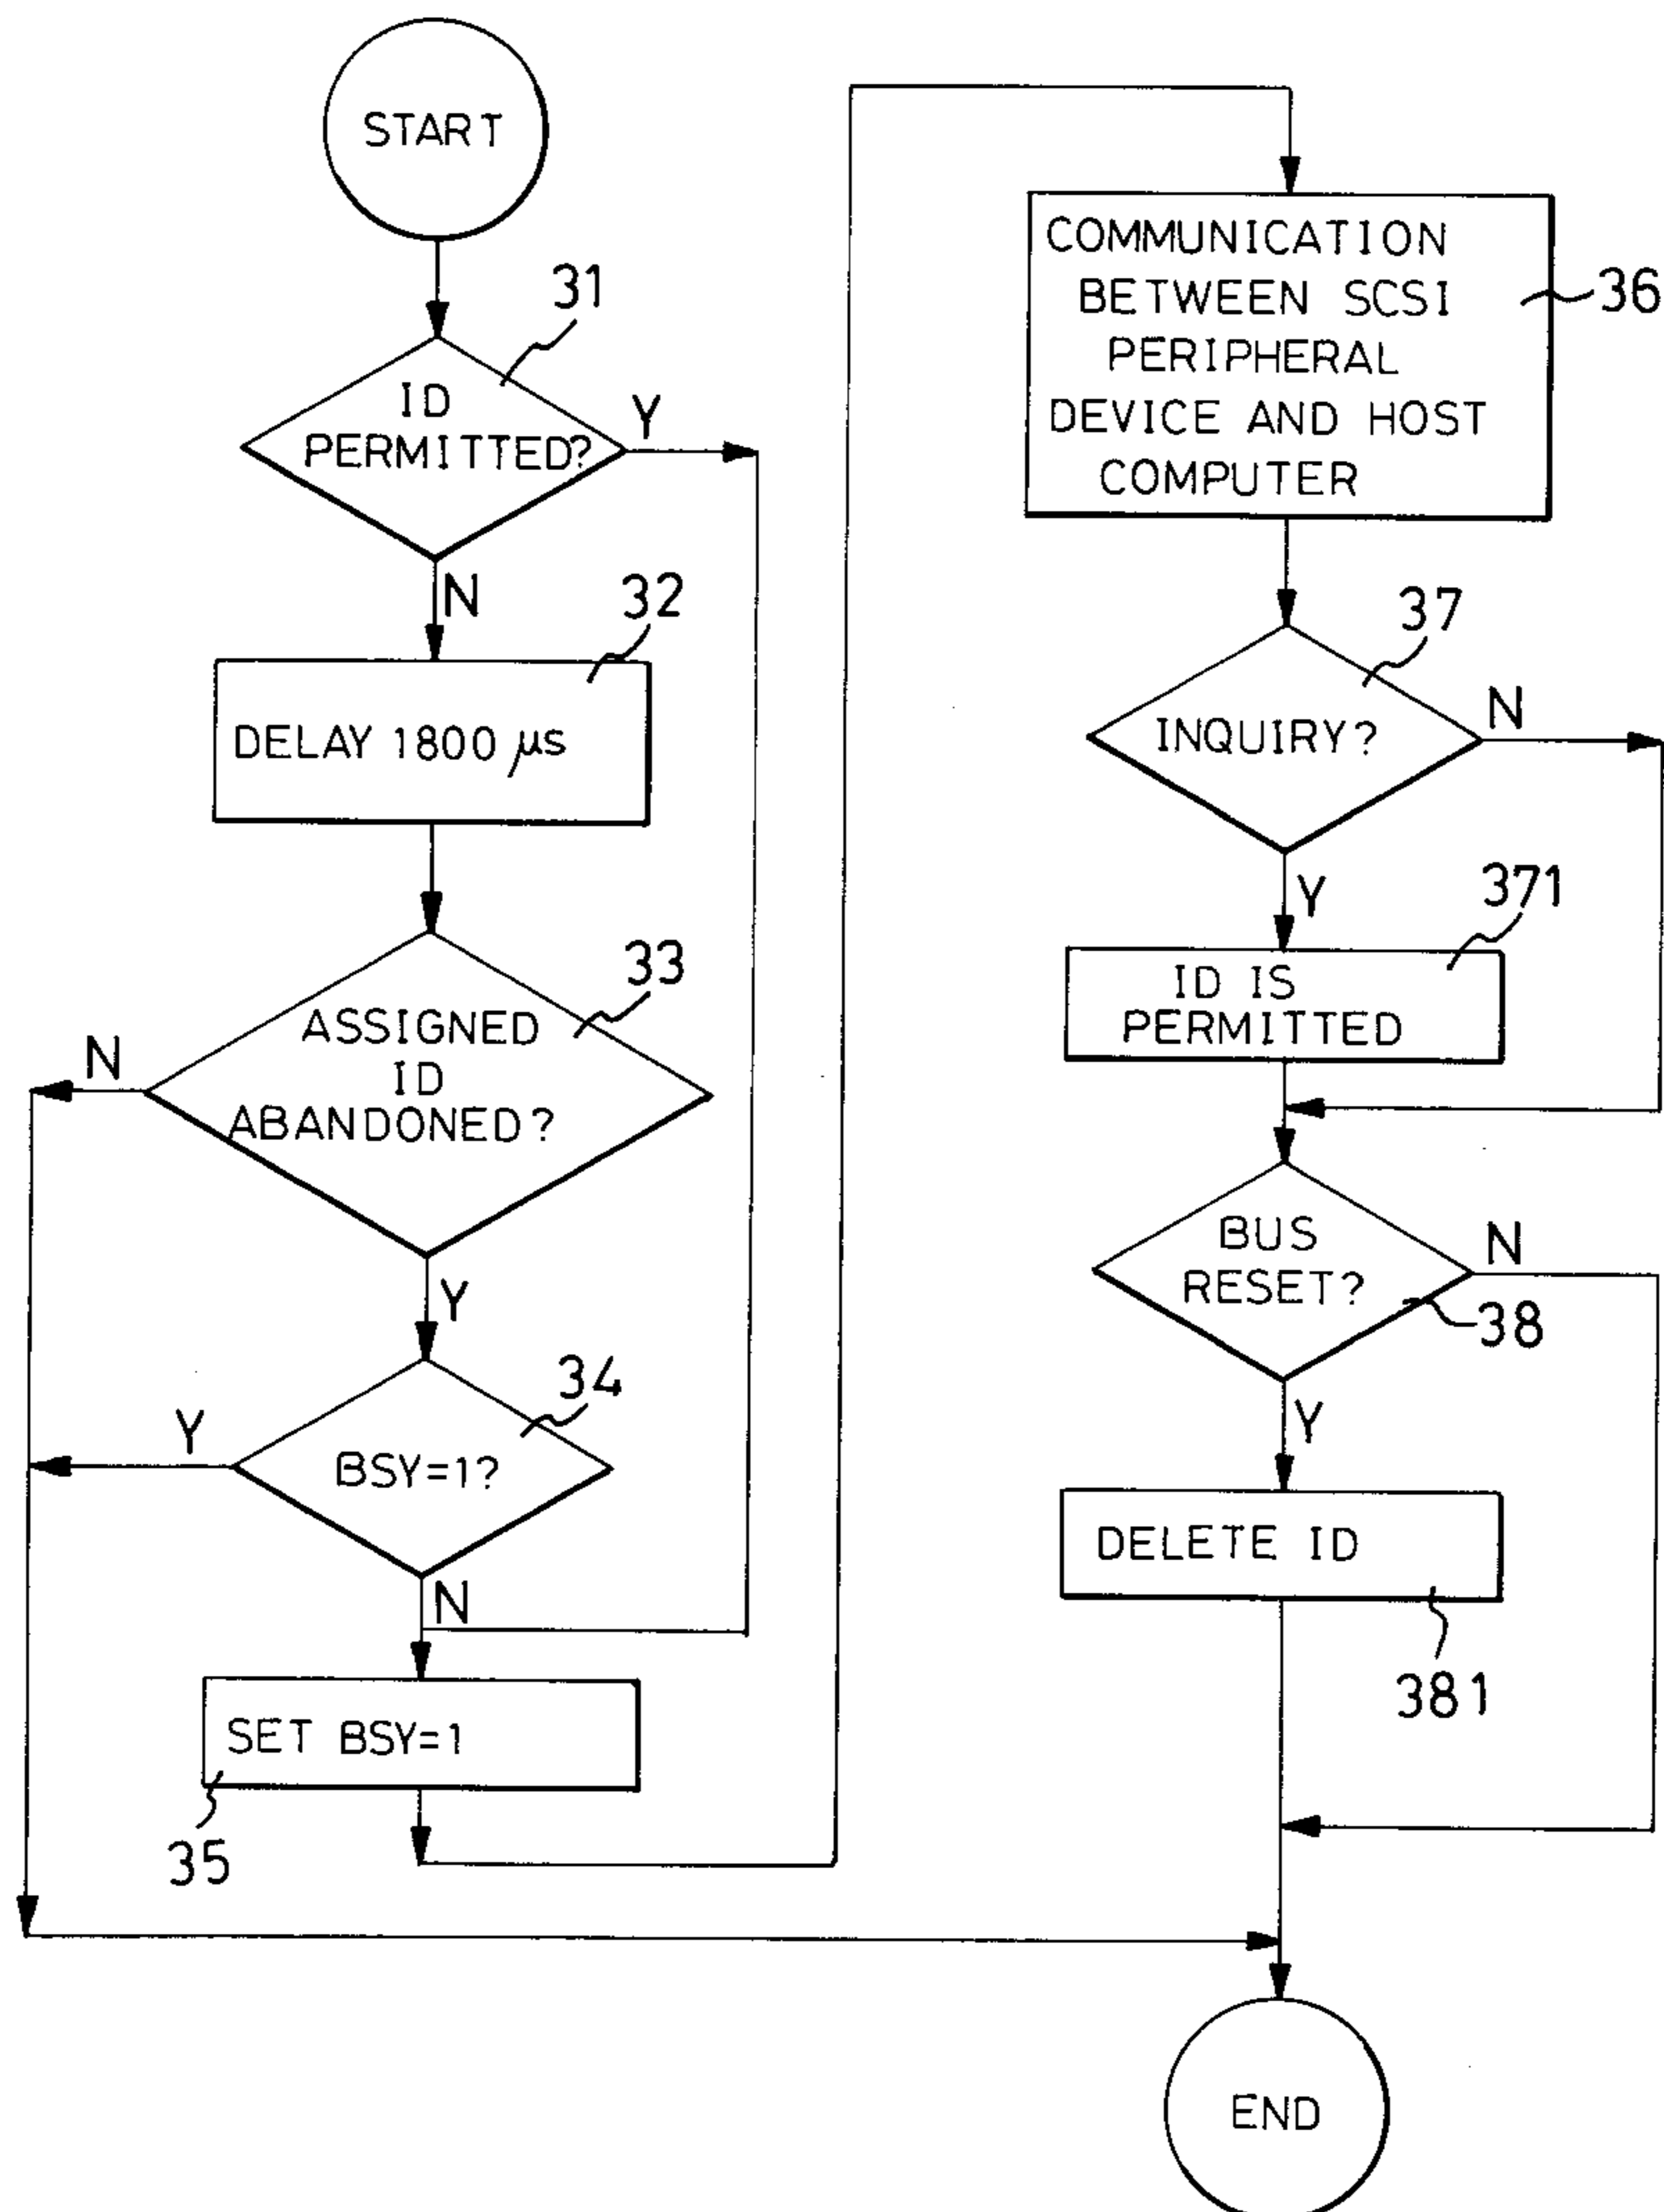 START
31
ID
PERMITTED?
Y
N
32
DELAY 1800 µs
33
ASSIGNED
ID
ABANDONED?
N
Y
34
BSY=1?
Y
N
SET BSY=1
35
COMMUNICATION
BETWEEN SCSI
PERIPHERAL
DEVICE AND HOST
COMPUTER
36
37
INQUIRY?
N
Y
371
ID IS
PERMITTED
BUS
RESET?
N
38
Y
DELETE ID
381
END